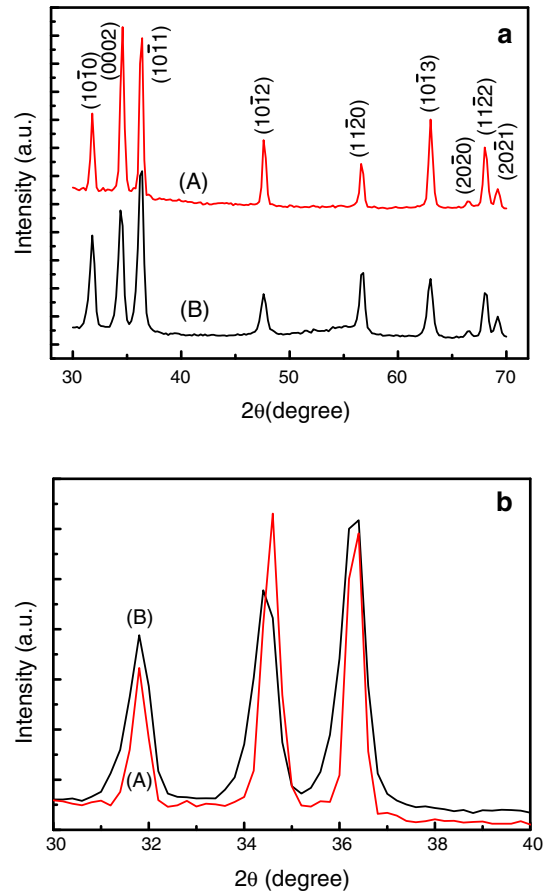 a
(101̄0)
(0002)
(101̄1)
(101̄2)
(112̄0)
(101̄3)
(202̄0)
(112̄2)
(202̄1)
(A)
(B)
Intensity (a.u.)
30 40 50 60 70
2θ(degree)
b
(B)
(A)
Intensity (a.u.)
30 32 34 36 38 40
2θ (degree)